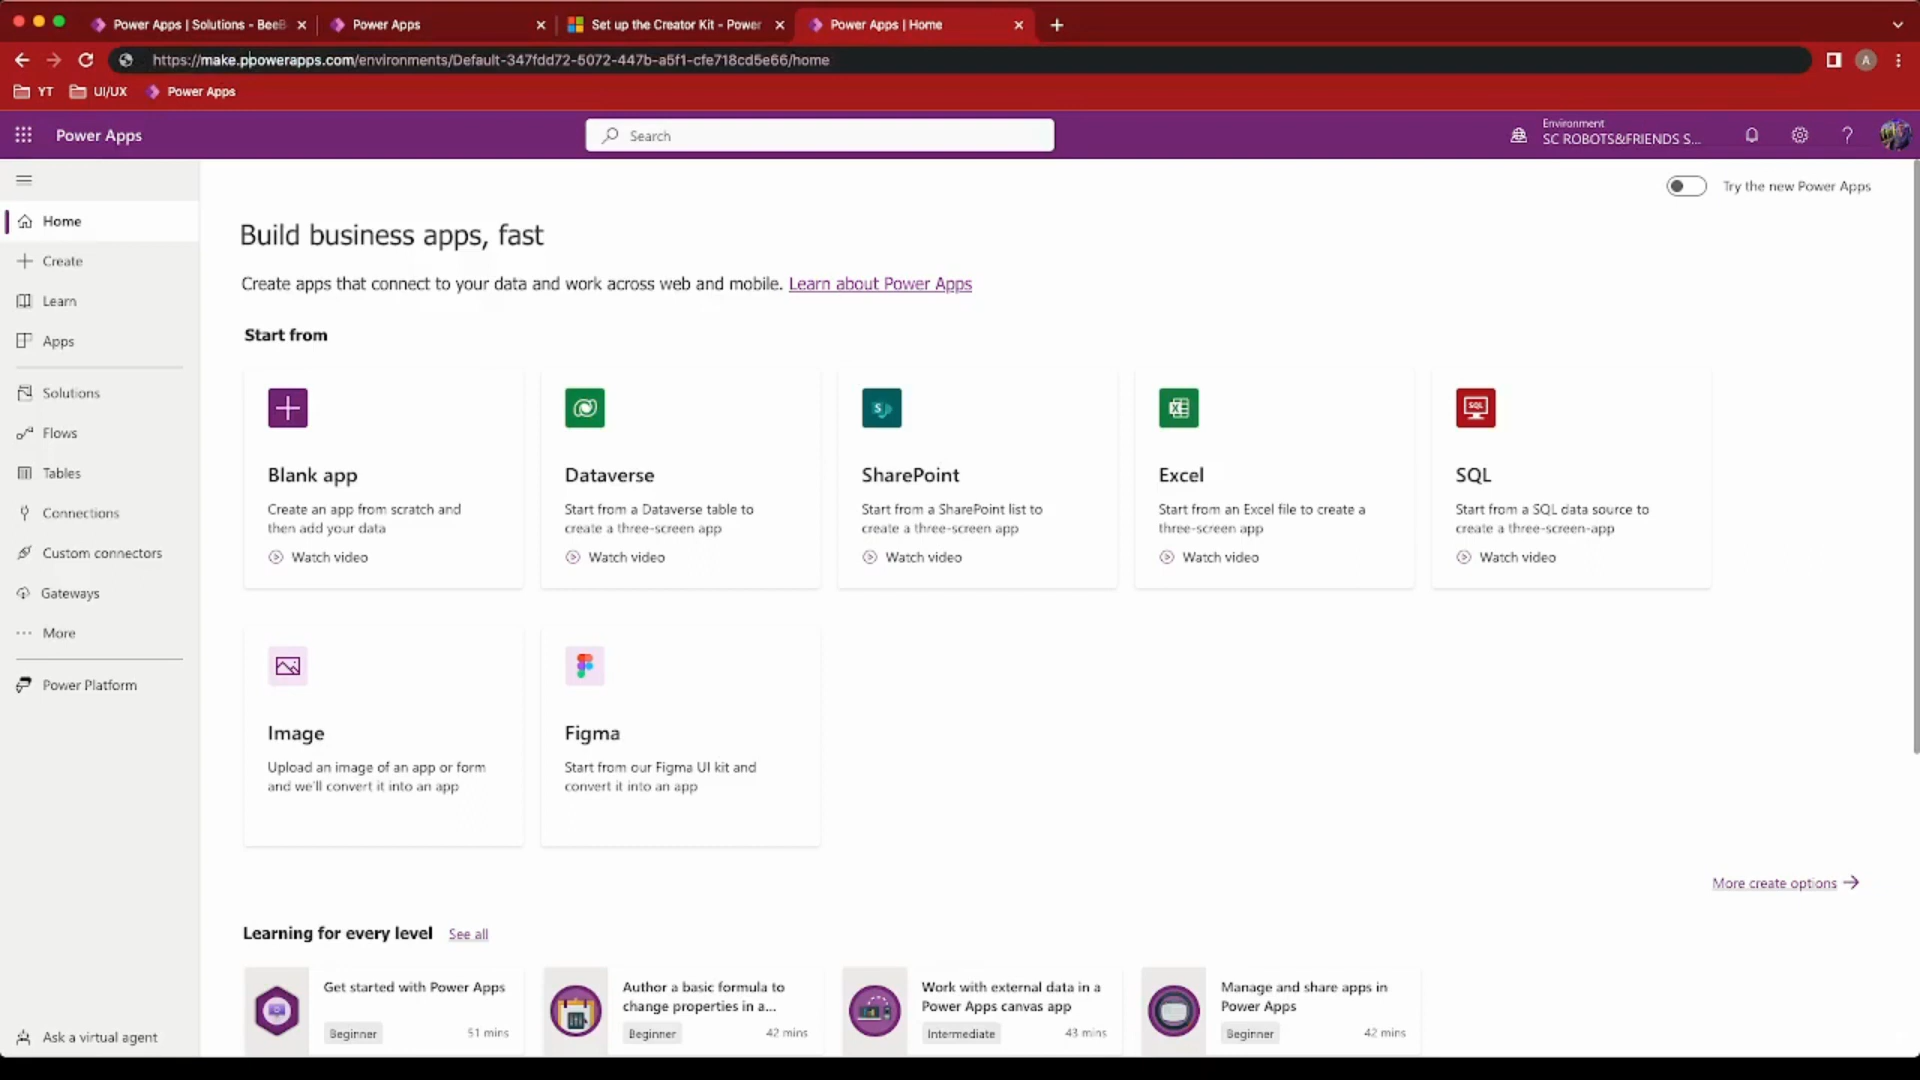 Power Apps | Solutions - BeeB
Power Apps
Set up the Creator Kit - Power
Power Apps | Home
https://make.ppowerapps.com/environments/Default-347fdd72-5072-447b-a5f1-cfe718cd5e66/home
A
YT
UI/UX
Power Apps
Power Apps
Search
Environment
SC ROBOTS&FRIENDS S...
Try the new Power Apps
Home
Create
Learn
Apps
Solutions
Flows
Tables
Connections
Custom connectors
Gateways
More
Power Platform
Ask a virtual agent
Build business apps, fast
Create apps that connect to your data and work across web and mobile. Learn about Power Apps
Start from
Blank app
Create an app from scratch and
then add your data
Watch video
Dataverse
Start from a Dataverse table to
create a three-screen app
Watch video
SharePoint
Start from a SharePoint list to
create a three-screen app
Watch video
Excel
Start from an Excel file to create a
three-screen app
Watch video
SQL
SQL
Start from a SQL data source to
create a three-screen-app
Watch video
Image
Upload an image of an app or form
and we'll convert it into an app
Figma
Start from our Figma UI kit and
convert it into an app
More create options
Learning for every level See all
Get started with Power Apps
Beginner 51 mins
Author a basic formula to
change properties in a...
Beginner 42 mins
Work with external data in a
Power Apps canvas app
Intermediate 43 mins
Manage and share apps in
Power Apps
Beginner 42 mins